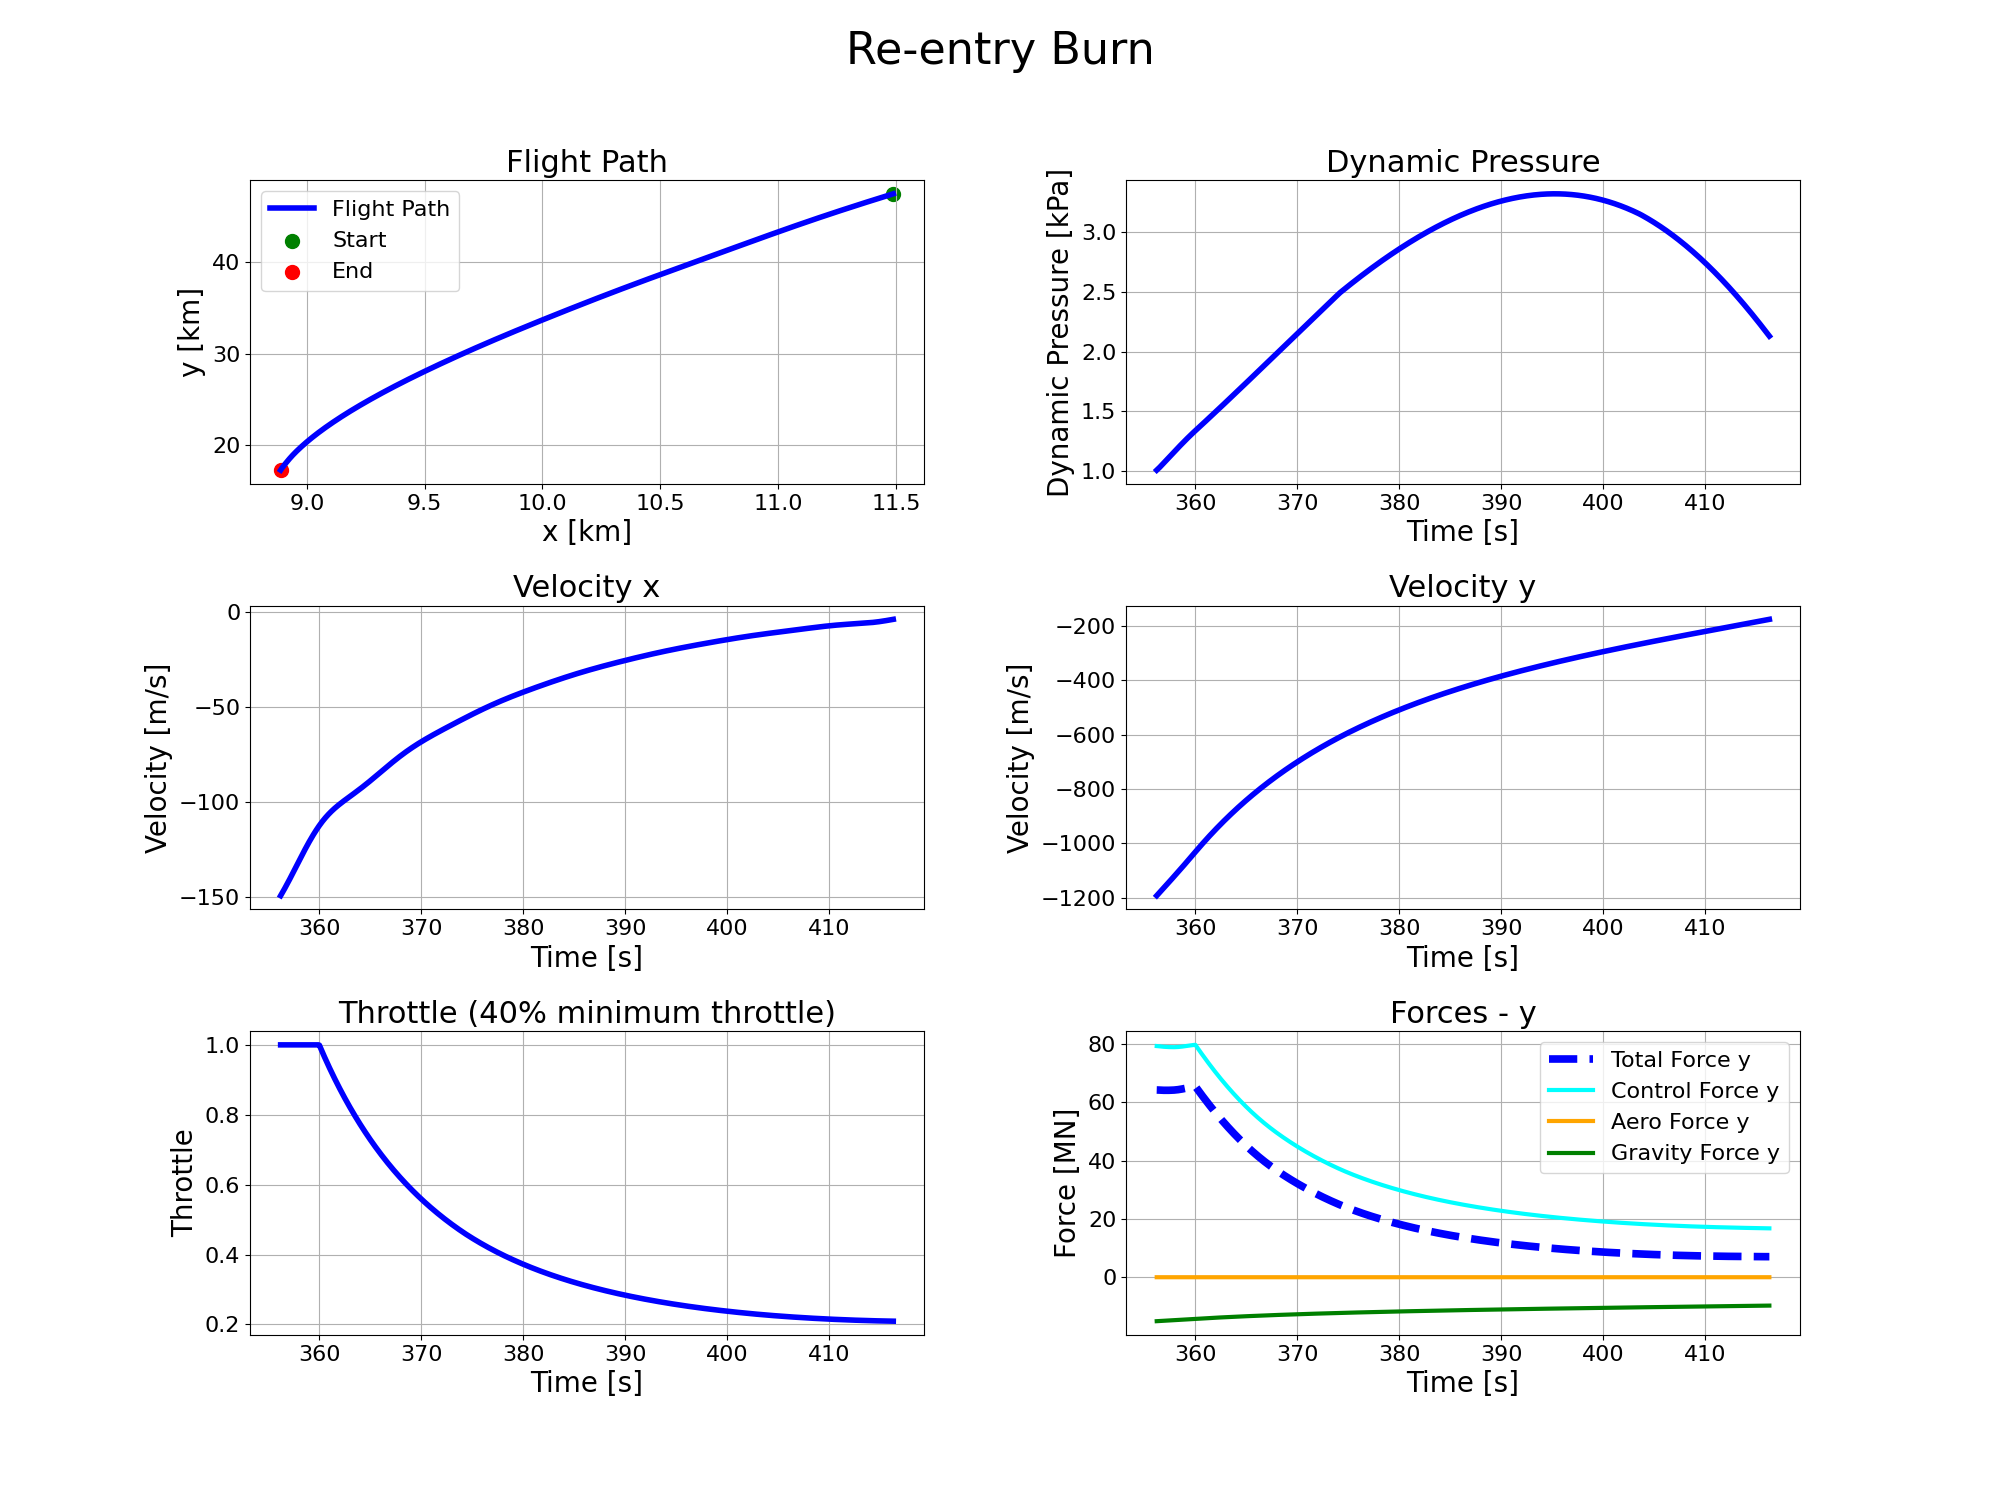 Re-entry Burn
Flight Path
Flight Path
Start
End
y [km]
40
30
20
9.0 9.5 10.0 10.5 11.0 11.5
x [km]
Dynamic Pressure
Dynamic Pressure [kPa]
3.0
2.5
2.0
1.5
1.0
360 370 380 390 400 410
Time [s]
Velocity x
Velocity [m/s]
0
−50
−100
−150
360 370 380 390 400 410
Time [s]
Velocity y
Velocity [m/s]
−200
−400
−600
−800
−1000
−1200
360 370 380 390 400 410
Time [s]
Throttle (40% minimum throttle)
Throttle
1.0
0.8
0.6
0.4
0.2
360 370 380 390 400 410
Time [s]
Forces - y
Force [MN]
80
60
40
20
0
Total Force y
Control Force y
Aero Force y
Gravity Force y
360 370 380 390 400 410
Time [s]